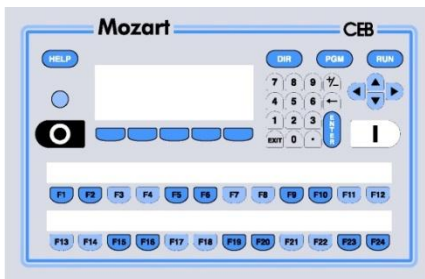 Mozart CEB
HELP DIR PGM RUN
7 8 9 +/-
4 5 6 ←
1 2 3 ENTER
O I
EXIT 0 ·
F1 F2 F3 F4 F5 F6 F7 F8 F9 F10 F11 F12
F13 F14 F15 F16 F17 F18 F19 F20 F21 F22 F23 F24